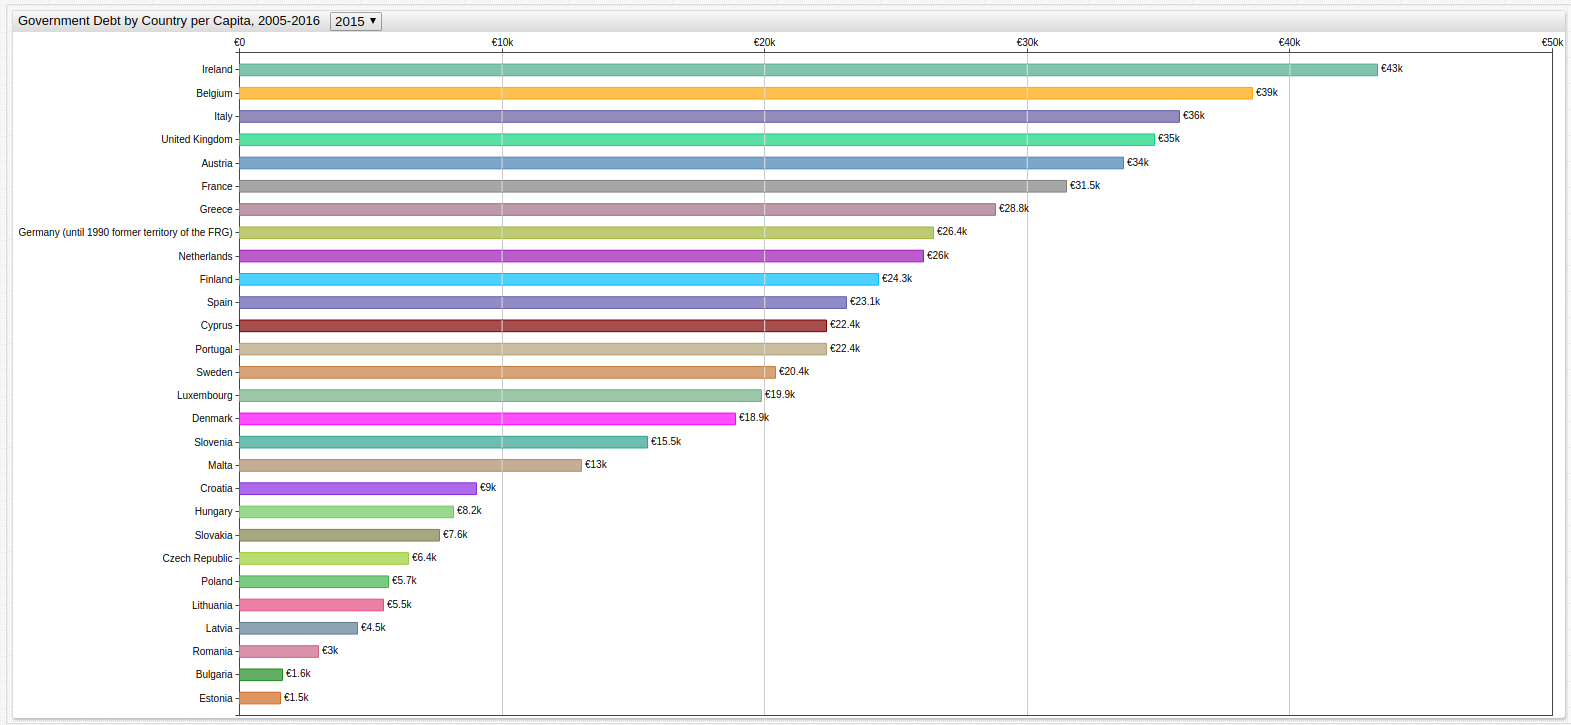 Government Debt by Country per Capita, 2005-2016 2015 ▼
€0 €10k €20k €30k €40k €50k
Ireland €43k
Belgium €39k
Italy €36k
United Kingdom €35k
Austria €34k
France €31.5k
Greece €28.8k
Germany (until 1990 former territory of the FRG) €26.4k
Netherlands €26k
Finland €24.3k
Spain €23.1k
Cyprus €22.4k
Portugal €22.4k
Sweden €20.4k
Luxembourg €19.9k
Denmark €18.9k
Slovenia €15.5k
Malta €13k
Croatia €9k
Hungary €8.2k
Slovakia €7.6k
Czech Republic €6.4k
Poland €5.7k
Lithuania €5.5k
Latvia €4.5k
Romania €3k
Bulgaria €1.6k
Estonia €1.5k